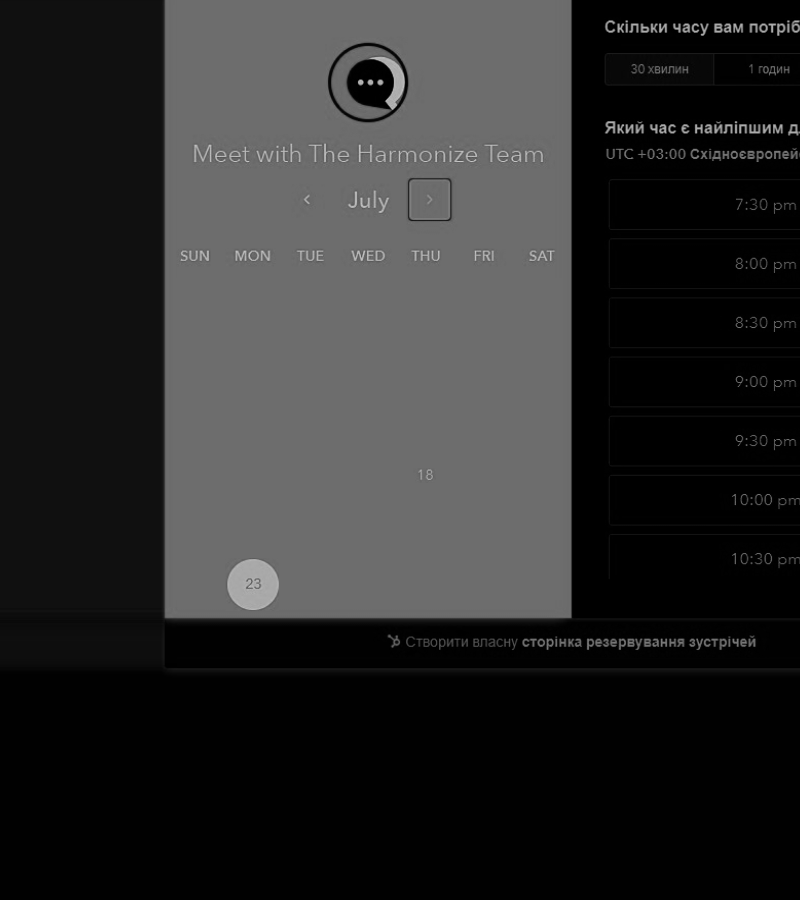 Meet with The Harmonize Team
July
SUN MON TUE WED THU FRI SAT
18
23
Скільки часу вам
30 хвилин 1 годин
Який час є найліпшим
UTC +03:00
7:30 pm
8:00 pm
8:30 pm
9:00 pm
9:30 pm
10:00 pm
10:30 pm
Створити власну сторінка резервування зустрічей